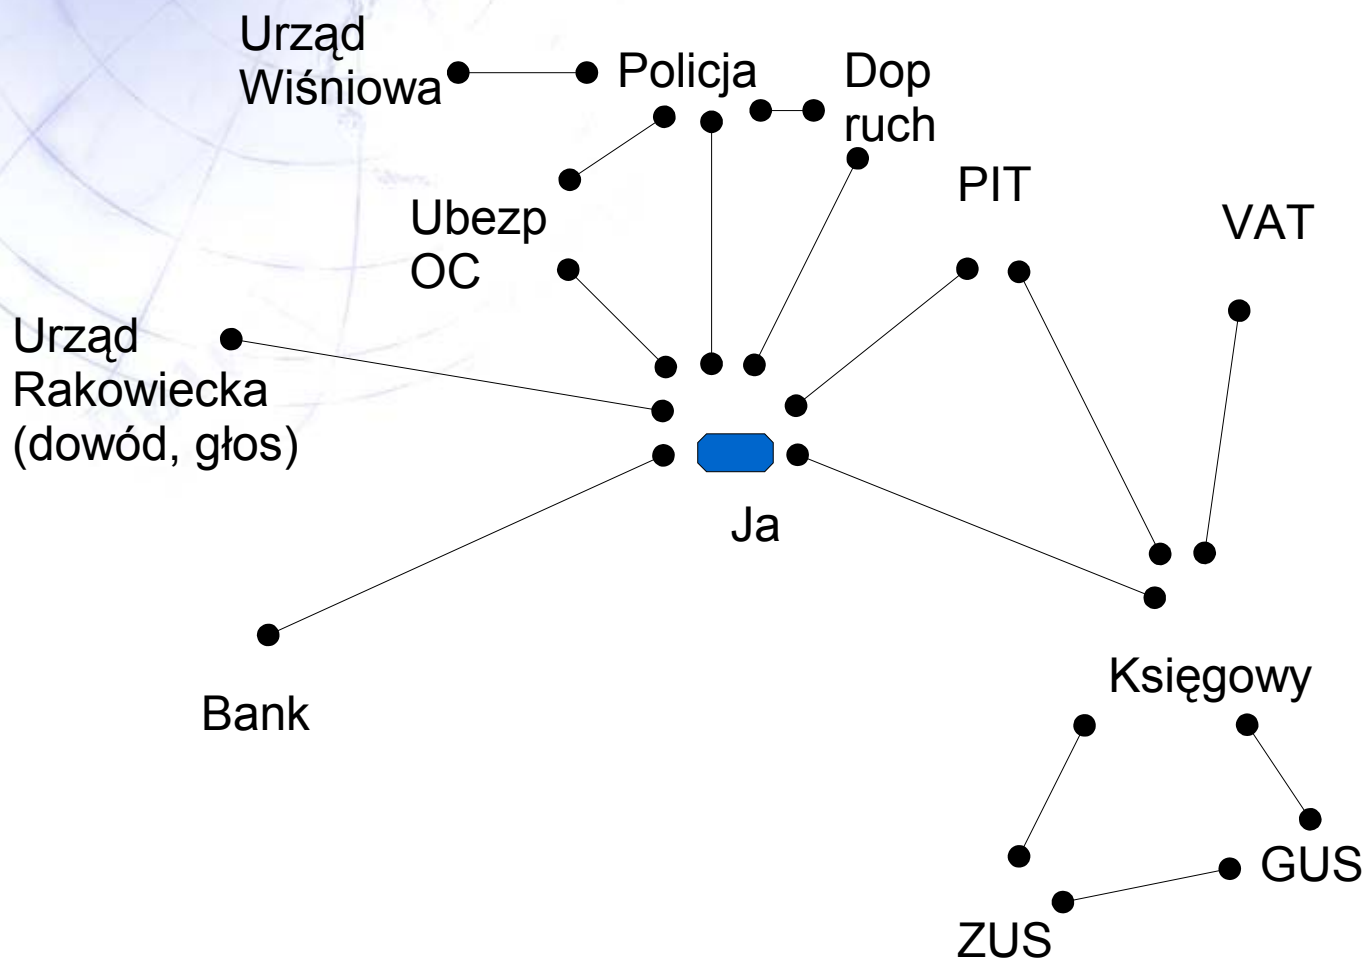 Urząd
Wiśniowa
Policja
Dop
ruch
PIT
VAT
Ubezp
OC
Urząd
Rakowiecka
(dowód, głos)
Ja
Bank
Księgowy
GUS
ZUS